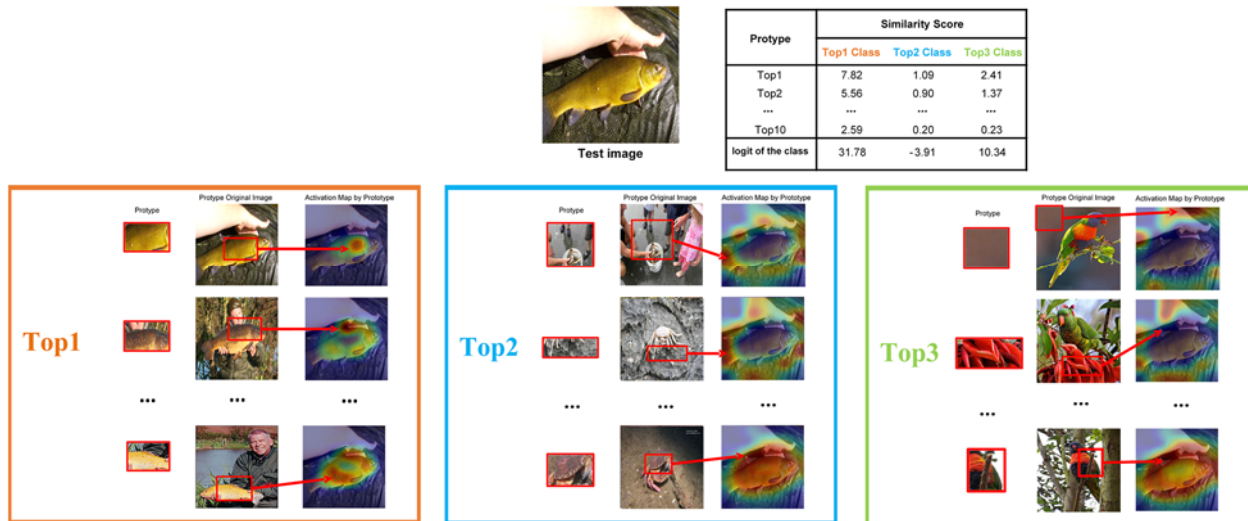 Test image
Protype Similarity Score
Top1 Class Top2 Class Top3 Class
Top1 7.82 1.09 2.41
Top2 5.56 0.90 1.37
... ... ... ...
Top10 2.59 0.20 0.23
logit of the class 31.78 -3.91 10.34
Top1
Protype Protype Original Image Activation Map by Prototype
... ... ...
Top2
Protype Protype Original Image Activation Map by Prototype
... ... ...
Top3
Protype Protype Original Image Activation Map by Prototype
... ... ...